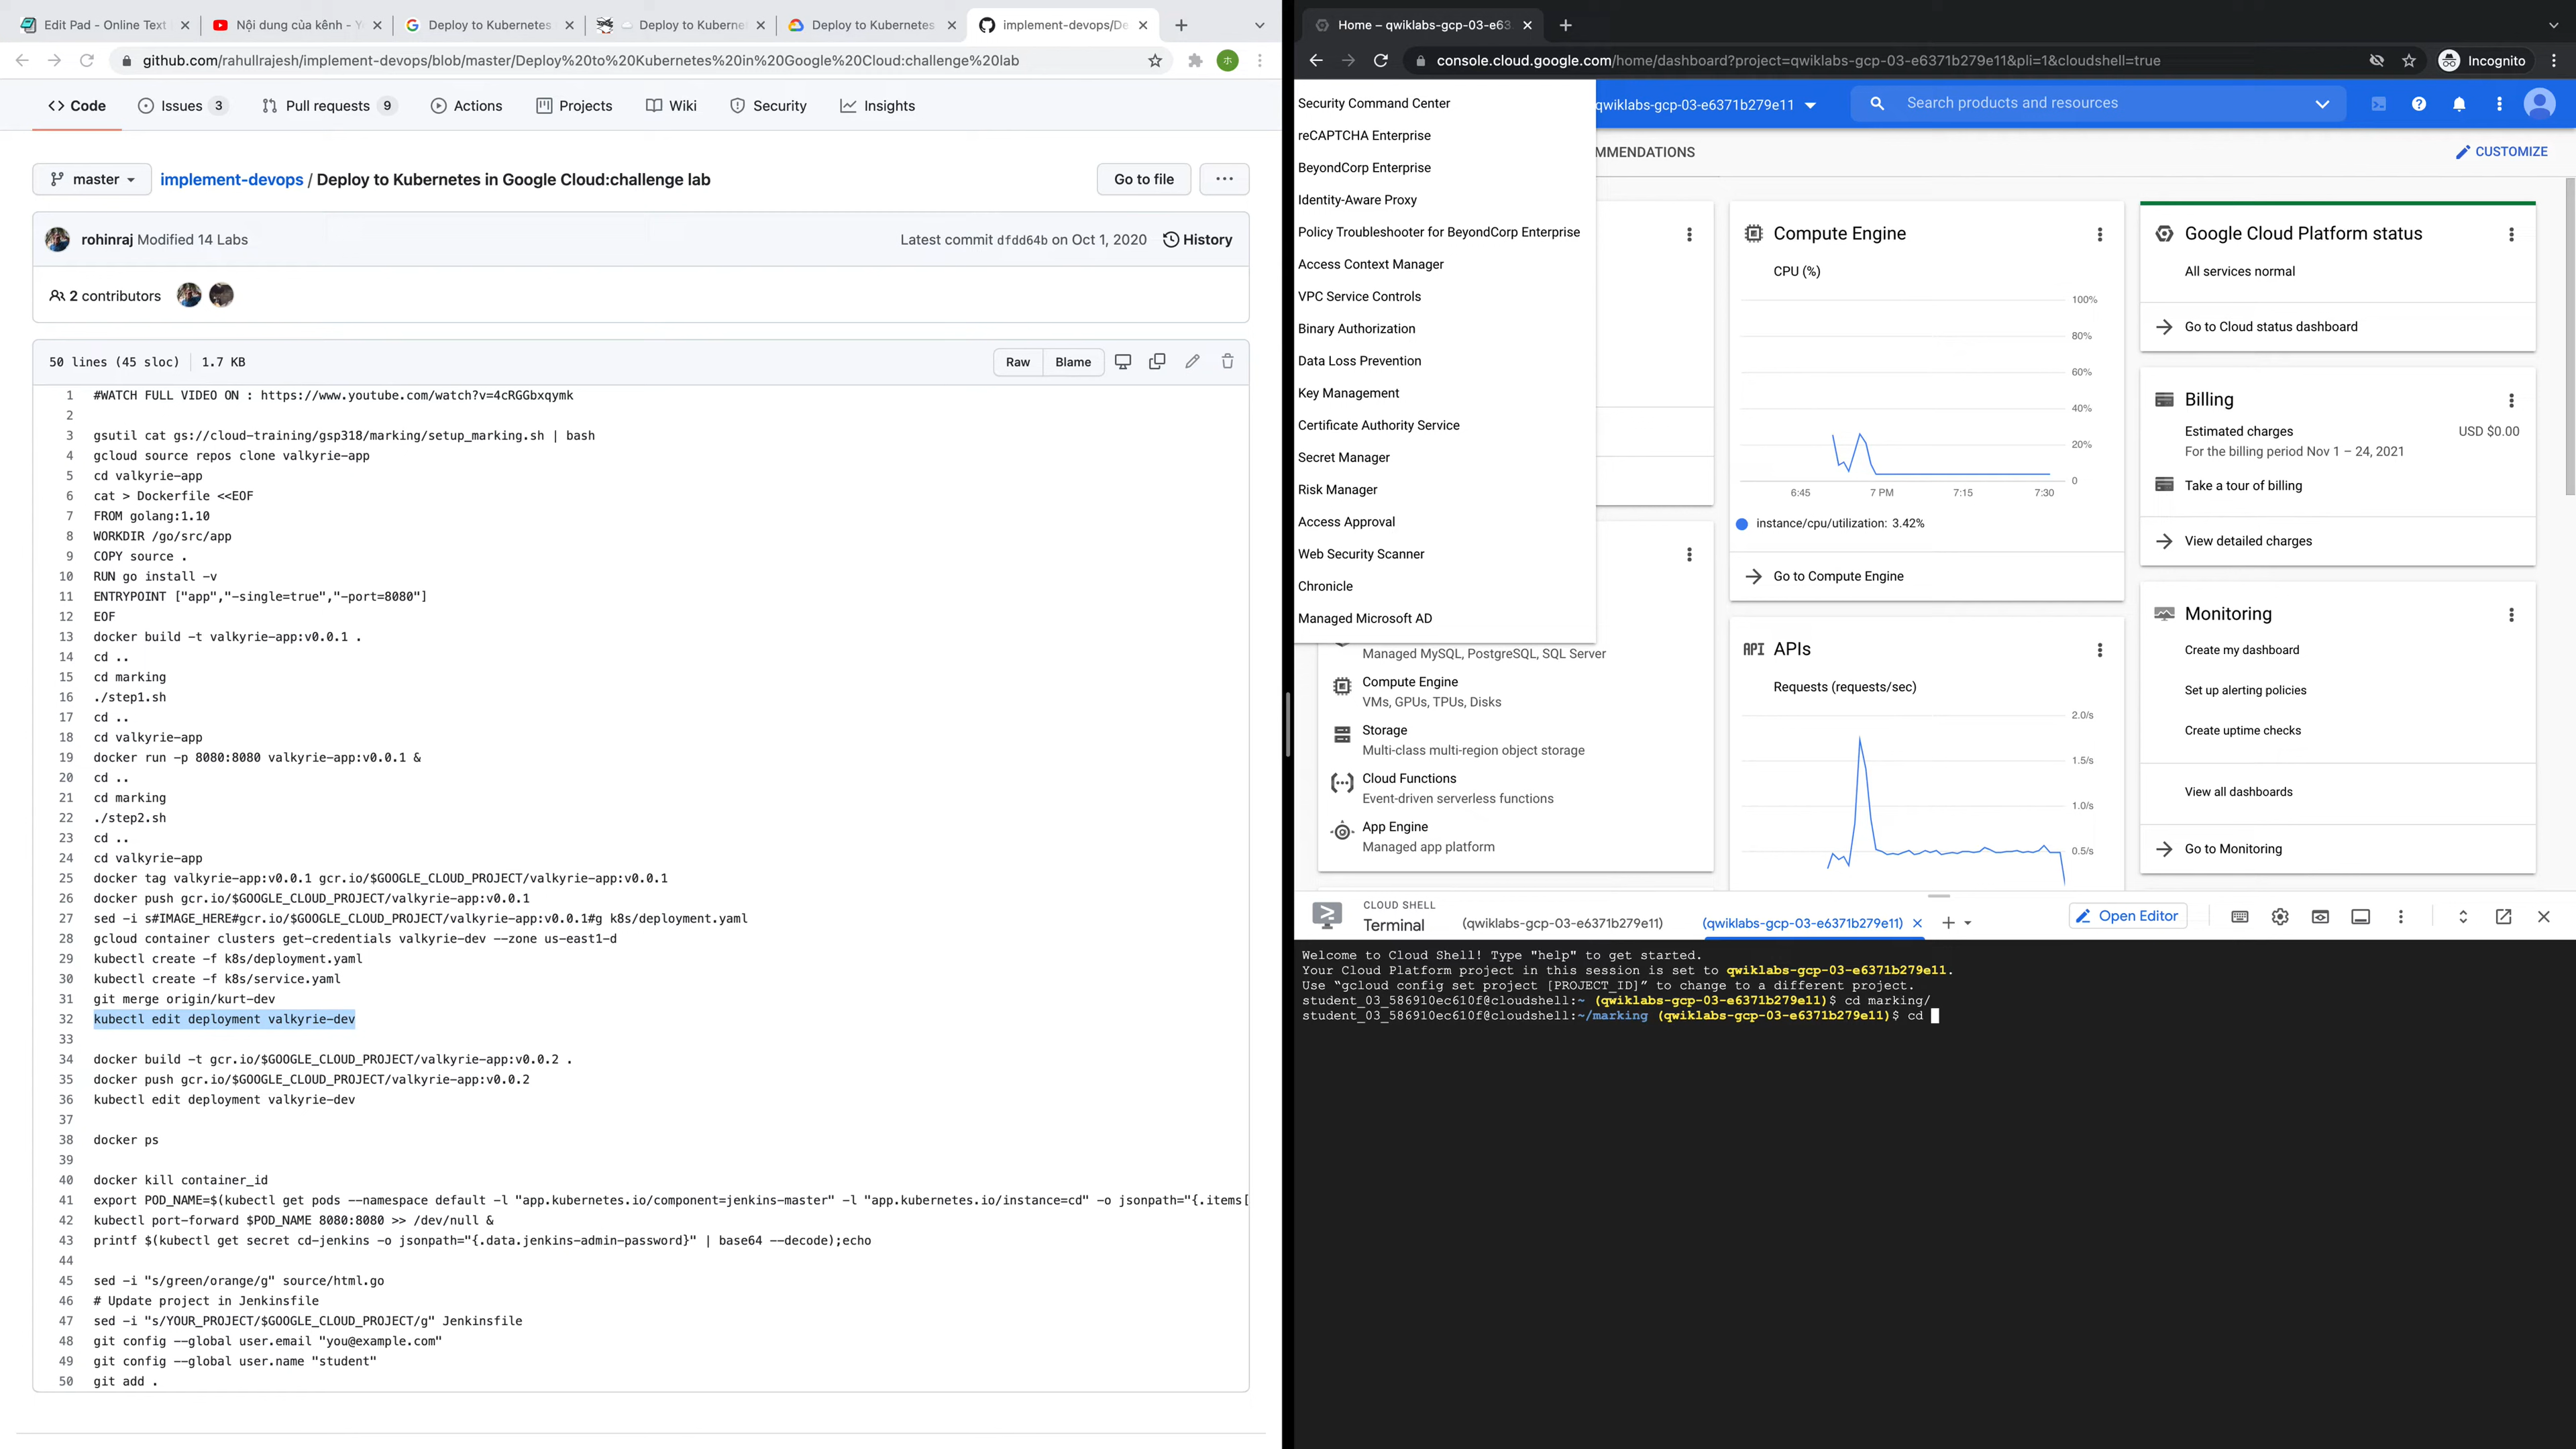 Edit Pad - Online Text
Nội dung của kênh - Y
Deploy to Kubernetes
Deploy to Kubernet
Deploy to Kubernetes
implement-devops/De
github.com/rahullrajesh/implement-devops/blob/master/Deploy%20to%20Kubernetes%20in%20Google%20Cloud:challenge%20lab
<> Code
Issues 3
Pull requests 9
Actions
Projects
Wiki
Security
Insights
master
implement-devops / Deploy to Kubernetes in Google Cloud:challenge lab
Go to file
rohinraj Modified 14 Labs
Latest commit dfdd64b on Oct 1, 2020
History
2 contributors
50 lines (45 sloc) 1.7 KB
Raw
Blame
1 #WATCH FULL VIDEO ON : https://www.youtube.com/watch?v=4cRGGbxqymk
2
3 gsutil cat gs://cloud-training/gsp318/marking/setup_marking.sh | bash
4 gcloud source repos clone valkyrie-app
5 cd valkyrie-app
6 cat > Dockerfile <<EOF
7 FROM golang:1.10
8 WORKDIR /go/src/app
9 COPY source .
10 RUN go install -v
11 ENTRYPOINT ["app","-single=true","-port=8080"]
12 EOF
13 docker build -t valkyrie-app:v0.0.1 .
14 cd ..
15 cd marking
16 ./step1.sh
17 cd ..
18 cd valkyrie-app
19 docker run -p 8080:8080 valkyrie-app:v0.0.1 &
20 cd ..
21 cd marking
22 ./step2.sh
23 cd ..
24 cd valkyrie-app
25 docker tag valkyrie-app:v0.0.1 gcr.io/$GOOGLE_CLOUD_PROJECT/valkyrie-app:v0.0.1
26 docker push gcr.io/$GOOGLE_CLOUD_PROJECT/valkyrie-app:v0.0.1
27 sed -i s#IMAGE_HERE#gcr.io/$GOOGLE_CLOUD_PROJECT/valkyrie-app:v0.0.1#g k8s/deployment.yaml
28 gcloud container clusters get-credentials valkyrie-dev --zone us-east1-d
29 kubectl create -f k8s/deployment.yaml
30 kubectl create -f k8s/service.yaml
31 git merge origin/kurt-dev
32 kubectl edit deployment valkyrie-dev
33
34 docker build -t gcr.io/$GOOGLE_CLOUD_PROJECT/valkyrie-app:v0.0.2 .
35 docker push gcr.io/$GOOGLE_CLOUD_PROJECT/valkyrie-app:v0.0.2
36 kubectl edit deployment valkyrie-dev
37
38 docker ps
39
40 docker kill container_id
41 export POD_NAME=$(kubectl get pods --namespace default -l "app.kubernetes.io/component=jenkins-master" -l "app.kubernetes.io/instance=cd" -o jsonpath="{.items[
42 kubectl port-forward $POD_NAME 8080:8080 >> /dev/null &
43 printf $(kubectl get secret cd-jenkins -o jsonpath="{.data.jenkins-admin-password}" | base64 --decode);echo
44
45 sed -i "s/green/orange/g" source/html.go
46 # Update project in Jenkinsfile
47 sed -i "s/YOUR_PROJECT/$GOOGLE_CLOUD_PROJECT/g" Jenkinsfile
48 git config --global user.email "you@example.com"
49 git config --global user.name "student"
50 git add .
Home – qwiklabs-gcp-03-e63
console.cloud.google.com/home/dashboard?project=qwiklabs-gcp-03-e6371b279e11&pli=1&cloudshell=true
Incognito
qwiklabs-gcp-03-e6371b279e11
Search products and resources
MMENDATIONS
CUSTOMIZE
Security Command Center
reCAPTCHA Enterprise
BeyondCorp Enterprise
Identity-Aware Proxy
Policy Troubleshooter for BeyondCorp Enterprise
Access Context Manager
VPC Service Controls
Binary Authorization
Data Loss Prevention
Key Management
Certificate Authority Service
Secret Manager
Risk Manager
Access Approval
Web Security Scanner
Chronicle
Managed Microsoft AD
Managed MySQL, PostgreSQL, SQL Server
Compute Engine
VMs, GPUs, TPUs, Disks
Storage
Multi-class multi-region object storage
Cloud Functions
Event-driven serverless functions
App Engine
Managed app platform
Compute Engine
CPU (%)
100%
80%
60%
40%
20%
0
6:45 7 PM 7:15 7:30
instance/cpu/utilization: 3.42%
Go to Compute Engine
API APIs
Requests (requests/sec)
2.0/s
1.5/s
1.0/s
0.5/s
Google Cloud Platform status
All services normal
Go to Cloud status dashboard
Billing
Estimated charges USD $0.00
For the billing period Nov 1 – 24, 2021
Take a tour of billing
View detailed charges
Monitoring
Create my dashboard
Set up alerting policies
Create uptime checks
View all dashboards
Go to Monitoring
CLOUD SHELL
Terminal
(qwiklabs-gcp-03-e6371b279e11)
(qwiklabs-gcp-03-e6371b279e11)
Open Editor
Welcome to Cloud Shell! Type "help" to get started.
Your Cloud Platform project in this session is set to qwiklabs-gcp-03-e6371b279e11.
Use “gcloud config set project [PROJECT_ID]” to change to a different project.
student_03_586910ec610f@cloudshell:~ (qwiklabs-gcp-03-e6371b279e11)$ cd marking/
student_03_586910ec610f@cloudshell:~/marking (qwiklabs-gcp-03-e6371b279e11)$ cd